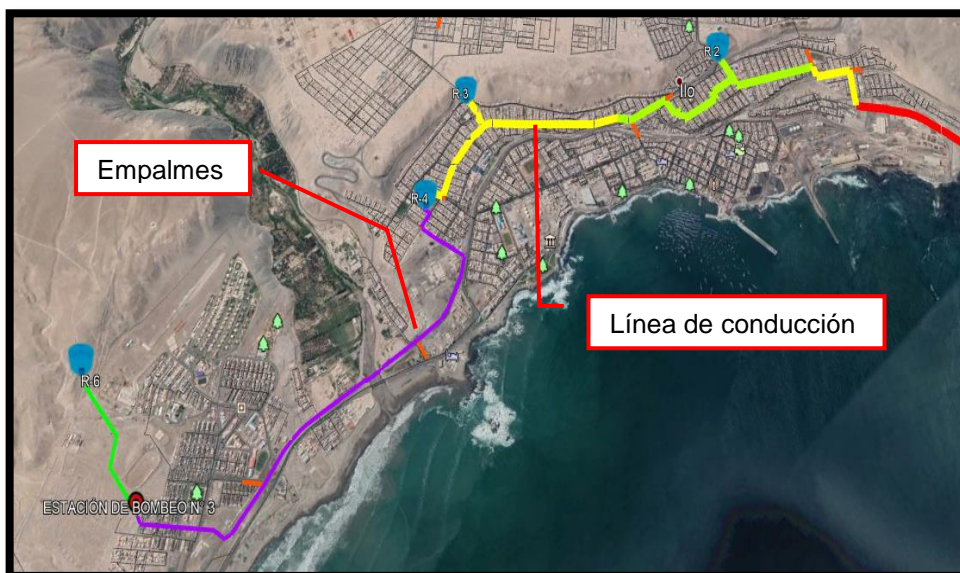 R-2
Ilo
R-3
Empalmes
R-4
Línea de conducción
R-6
ESTACIÓN DE BOMBEO N° 3